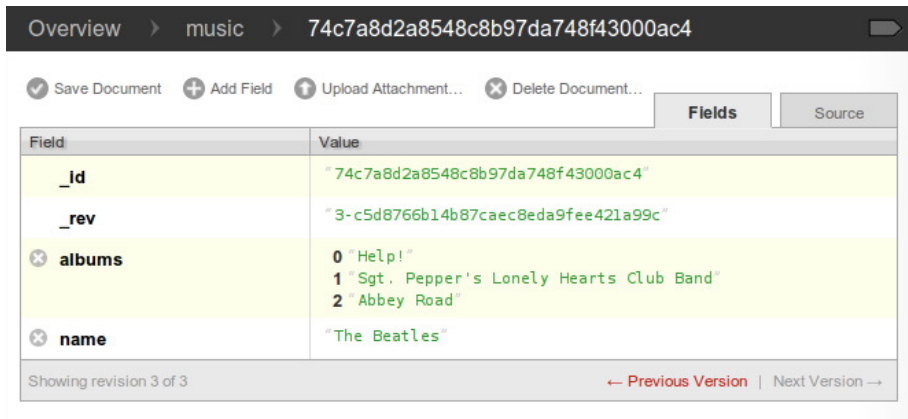 Overview music 74c7a8d2a8548c8b97da748f43000ac4
Save Document Add Field Upload Attachment... Delete Document...
Fields Source
Field Value
_id "74c7a8d2a8548c8b97da748f43000ac4"
_rev "3-c5d8766b14b87caec8eda9fee421a99c"
albums 0 "Help!"
1 "Sgt. Pepper's Lonely Hearts Club Band"
2 "Abbey Road"
name "The Beatles"
Showing revision 3 of 3 ← Previous Version | Next Version →